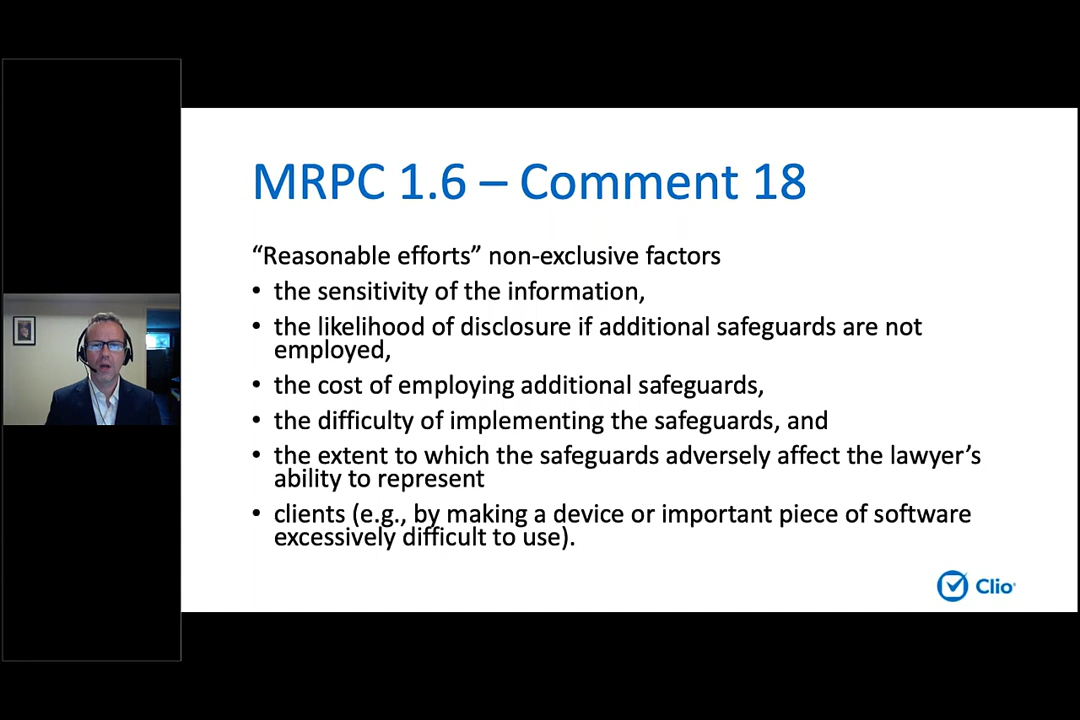 MRPC 1.6 – Comment 18
“Reasonable efforts” non-exclusive factors
• the sensitivity of the information,
• the likelihood of disclosure if additional safeguards are not
employed,
• the cost of employing additional safeguards,
• the difficulty of implementing the safeguards, and
• the extent to which the safeguards adversely affect the lawyer’s
ability to represent
• clients (e.g., by making a device or important piece of software
excessively difficult to use).
Clio